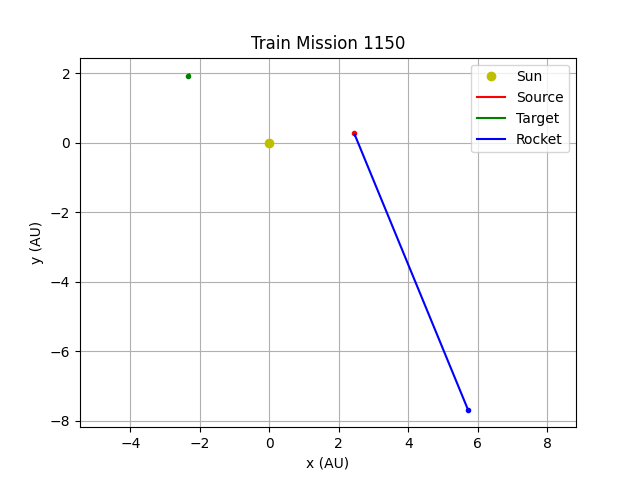 Train Mission 1150
Sun
Source
Target
Rocket
y (AU)
2
0
−2
−4
−6
−8
−4
−2
0
2
4
6
8
x (AU)